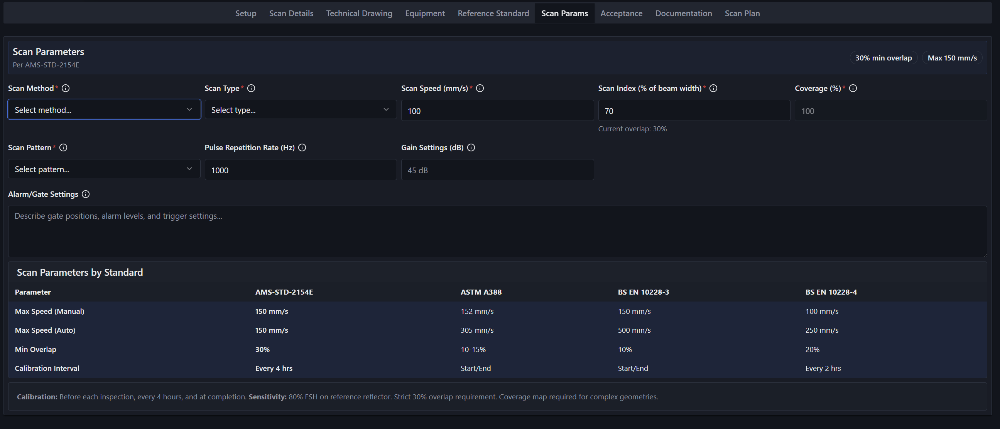 Setup Scan Details Technical Drawing Equipment Reference Standard Scan Params Acceptance Documentation Scan Plan
Scan Parameters
Per AMS-STD-2154E
30% min overlap Max 150 mm/s
Scan Method* Scan Type* Scan Speed (mm/s)* Scan Index (% of beam width)* Coverage (%)*
Select method... Select type... 100 70 100
Current overlap: 30%
Scan Pattern* Pulse Repetition Rate (Hz) Gain Settings (dB)
Select pattern... 1000 45 dB
Alarm/Gate Settings
Describe gate positions, alarm levels, and trigger settings...
Scan Parameters by Standard
Parameter AMS-STD-2154E ASTM A388 BS EN 10228-3 BS EN 10228-4
Max Speed (Manual) 150 mm/s 152 mm/s 150 mm/s 100 mm/s
Max Speed (Auto) 150 mm/s 305 mm/s 500 mm/s 250 mm/s
Min Overlap 30% 10-15% 10% 20%
Calibration Interval Every 4 hrs Start/End Start/End Every 2 hrs
Calibration: Before each inspection, every 4 hours, and at completion. Sensitivity: 80% FSH on reference reflector. Strict 30% overlap requirement. Coverage map required for complex geometries.